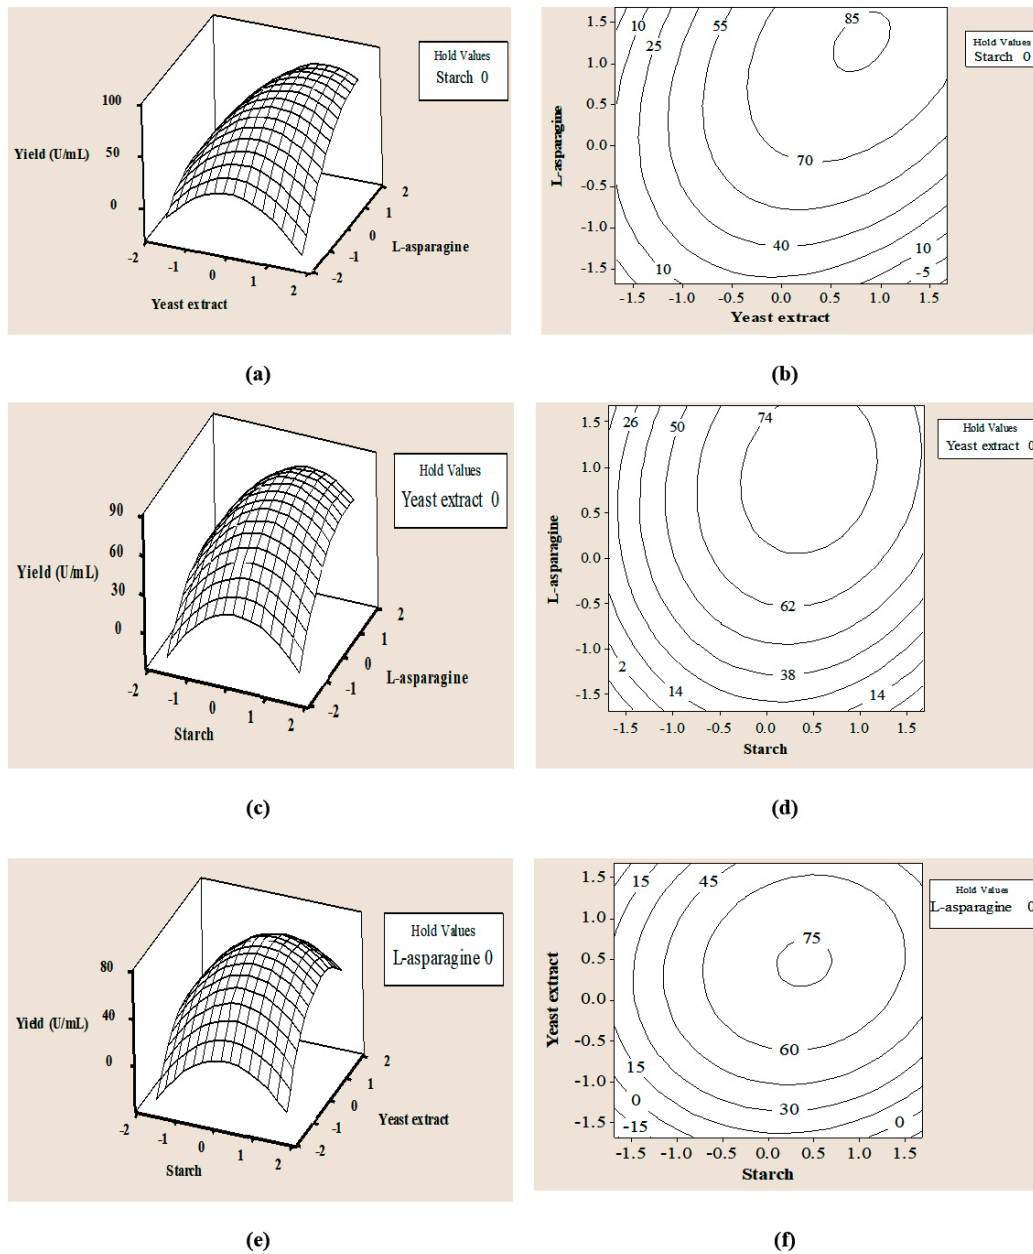 Hold Values
Starch 0
100
Yield (U/mL)
50
0
2
1
0
-1
-2
L-asparagine
-2
-1
0
1
2
Yeast extract
(a)
Hold Values
Starch 0
L-asparagine
1.5
1.0
0.5
0.0
-0.5
-1.0
-1.5
10
25
55
85
70
40
10
10
-5
-1.5 -1.0 -0.5 0.0 0.5 1.0 1.5
Yeast extract
(b)
Hold Values
Yeast extract 0
90
60
Yield (U/mL)
30
0
2
1
0
-1
-2
L-asparagine
-2
-1
0
1
2
Starch
(c)
Hold Values
Yeast extract 0
L-asparagine
1.5
1.0
0.5
0.0
-0.5
-1.0
-1.5
26
50
74
62
38
2
14
14
-1.5 -1.0 -0.5 0.0 0.5 1.0 1.5
Starch
(d)
Hold Values
L-asparagine 0
80
Yield (U/mL)
40
0
2
1
0
-1
-2
Yeast extract
-2
-1
0
1
2
Starch
(e)
Hold Values
L-asparagine 0
Yeast extract
1.5
1.0
0.5
0.0
-0.5
-1.0
-1.5
15
45
75
60
15
30
0
-15
0
-1.5 -1.0 -0.5 0.0 0.5 1.0 1.5
Starch
(f)